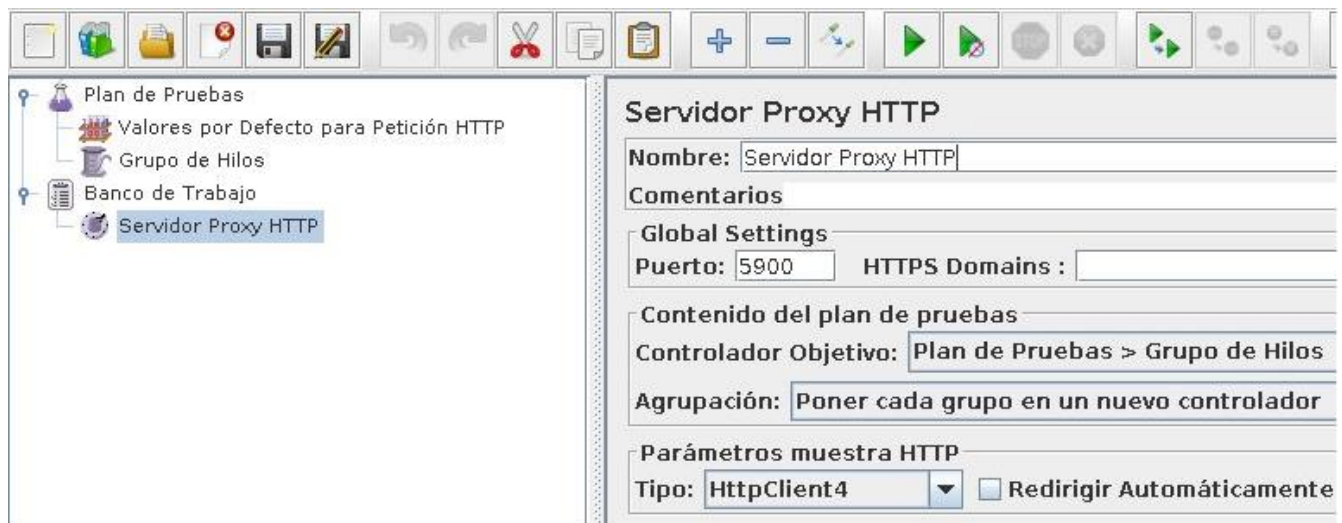 Plan de Pruebas
Valores por Defecto para Petición HTTP
Grupo de Hilos
Banco de Trabajo
Servidor Proxy HTTP
Servidor Proxy HTTP
Nombre: Servidor Proxy HTTP
Comentarios
Global Settings
Puerto: 5900 HTTPS Domains :
Contenido del plan de pruebas
Controlador Objetivo: Plan de Pruebas > Grupo de Hilos
Agrupación: Poner cada grupo en un nuevo controlador
Parámetros muestra HTTP
Tipo: HttpClient4 Redirigir Automáticamente